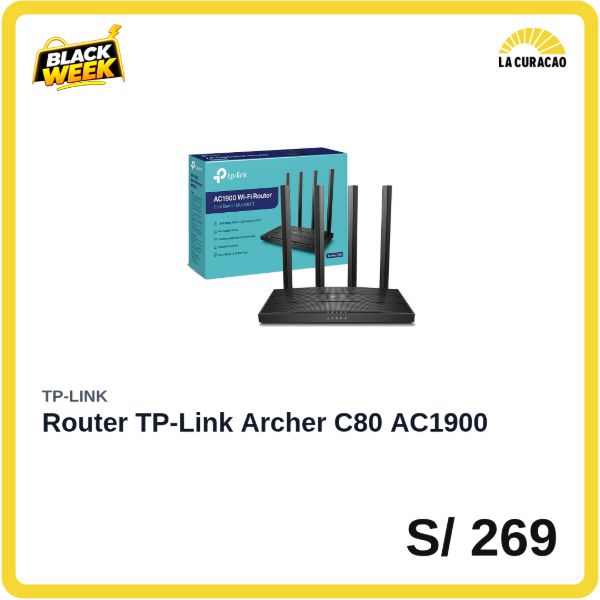 BLACK
WEEK
LA CURACAO
tp-link
AC1900 Wi-Fi Router
TP-LINK
Router TP-Link Archer C80 AC1900
S/ 269